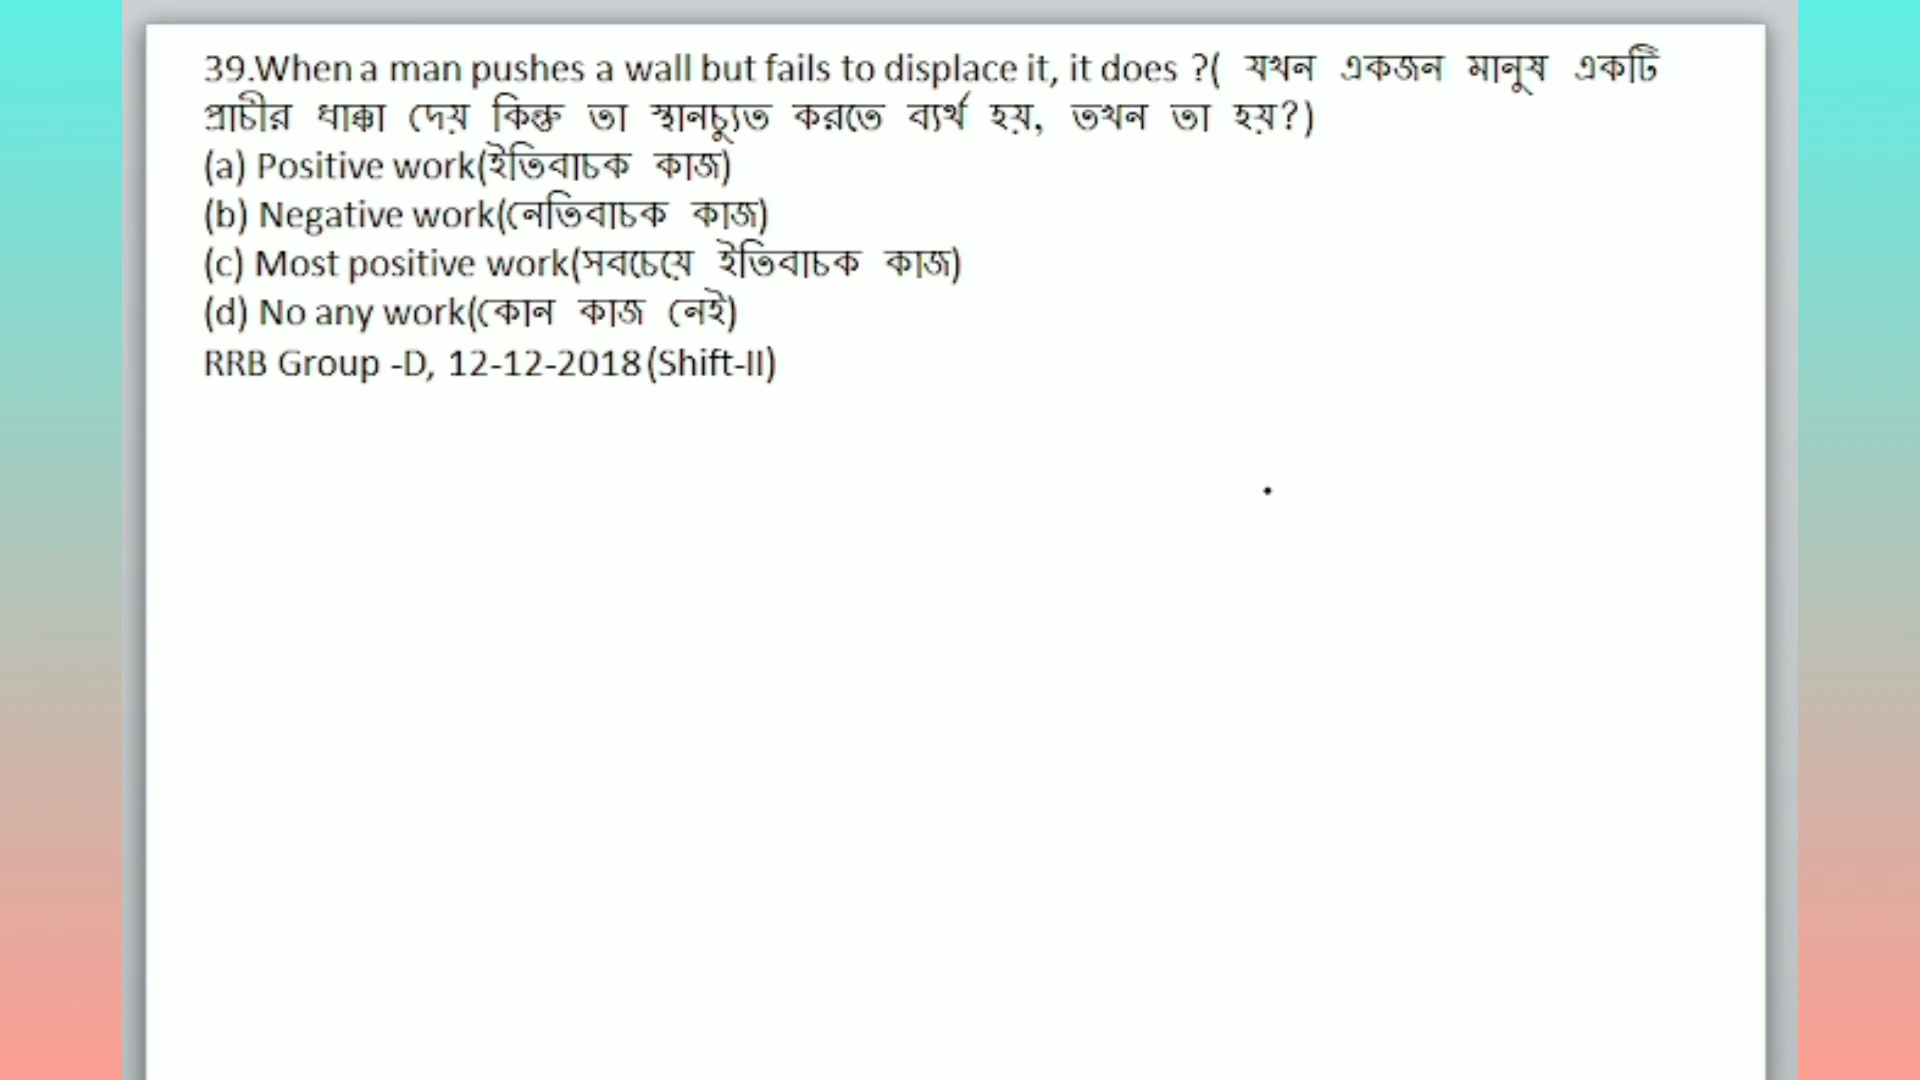 39.When a man pushes a wall but fails to displace it, it does ?( যখন একজন মানুষ একটি
প্রাচীর ধাক্কা দেয় কিন্তু তা স্থানচ্যুত করতে ব্যর্থ হয়, তখন তা হয়?)
(a) Positive work(ইতিবাচক কাজ)
(b) Negative work(নেতিবাচক কাজ)
(c) Most positive work(সবচেয়ে ইতিবাচক কাজ)
(d) No any work(কোন কাজ নেই)
RRB Group -D, 12-12-2018(Shift-II)